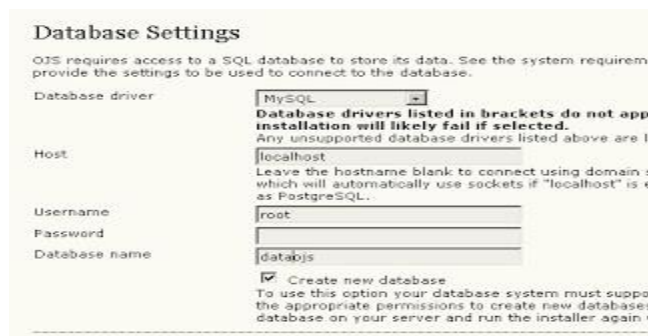 Database Settings
OJS requires access to a SQL database to store its data. See the system requirem
provide the settings to be used to connect to the database.
Database driver
MySQL
Database drivers listed in brackets do not app
installation will likely fail if selected.
Any unsupported database drivers listed above are l
Host
localhost
Leave the hostname blank to connect using domain s
which will automatically use sockets if "localhost" is e
as PostgreSQL.
Username
root
Password
Database name
dataojs
Create new database
To use this option your database system must suppo
the appropriate permissions to create new databases
database on your server and run the installer again